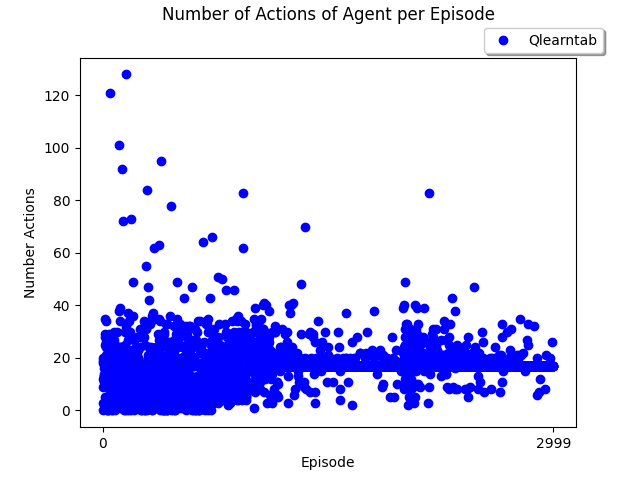 Number of Actions of Agent per Episode
Qlearntab
120
100
80
60
40
20
0
Number Actions
0
2999
Episode